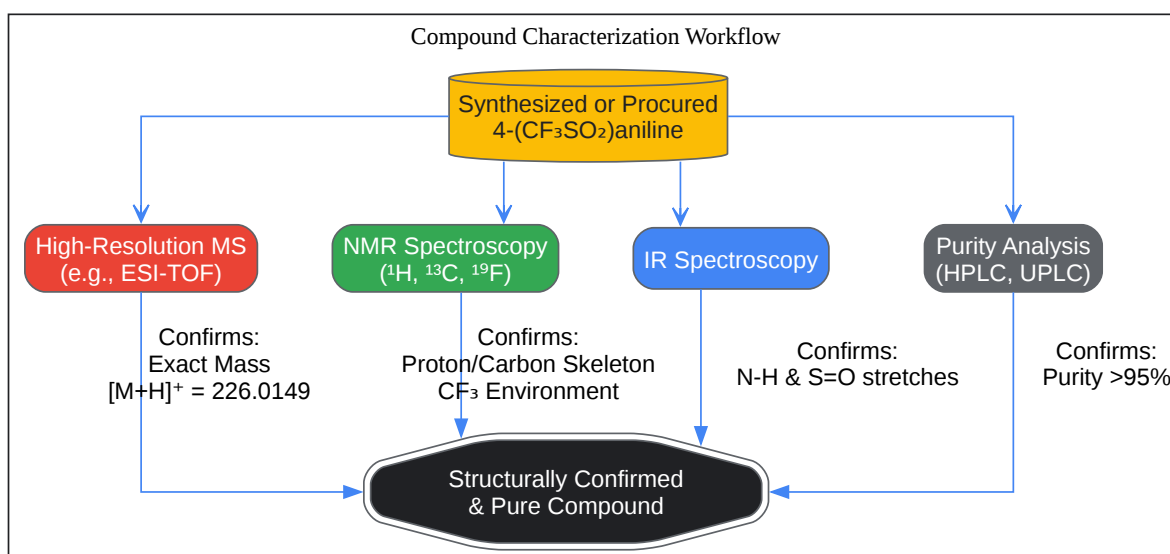 Compound Characterization Workflow
Synthesized or Procured
4-(CF₃SO₂)aniline
High-Resolution MS
(e.g., ESI-TOF)
NMR Spectroscopy
(¹H, ¹³C, ¹⁹F)
IR Spectroscopy
Purity Analysis
(HPLC, UPLC)
Confirms:
Exact Mass
[M+H]⁺ = 226.0149
Confirms:
Proton/Carbon Skeleton
CF₃ Environment
Confirms:
N-H & S=O stretches
Confirms:
Purity >95%
Structurally Confirmed
& Pure Compound